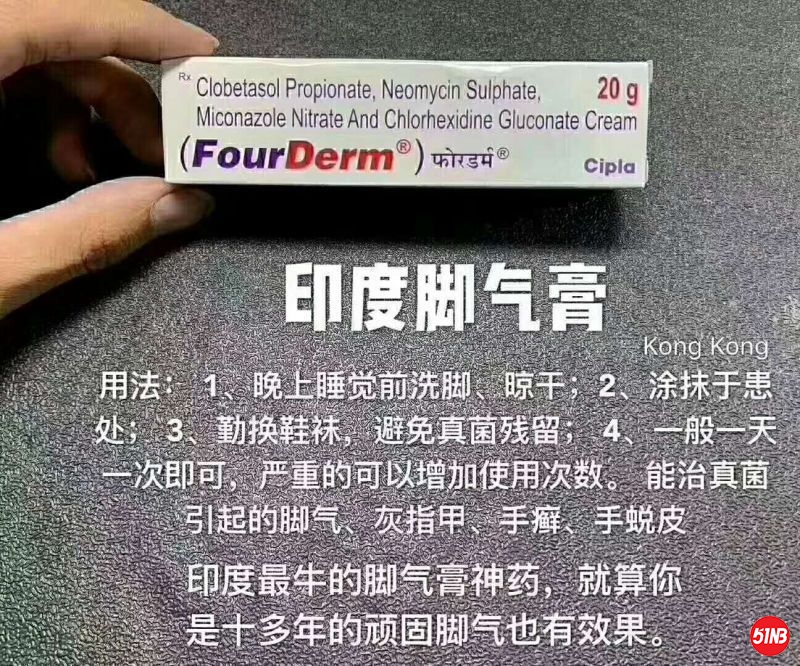 Rx Clobetasol Propionate, Neomycin Sulphate, 20 g
Miconazole Nitrate And Chlorhexidine Gluconate Cream
(FourDerm®) फोरडर्म® Cipla
印度脚气膏
Kong Kong
用法： 1、晚上睡觉前洗脚、晾干；2、涂抹于患
处； 3、勤换鞋袜，避免真菌残留； 4、一般一天
一次即可，严重的可以增加使用次数。 能治真菌
引起的脚气、灰指甲、手癣、手蜕皮
印度最牛的脚气膏神药，就算你
是十多年的顽固脚气也有效果。
51NB